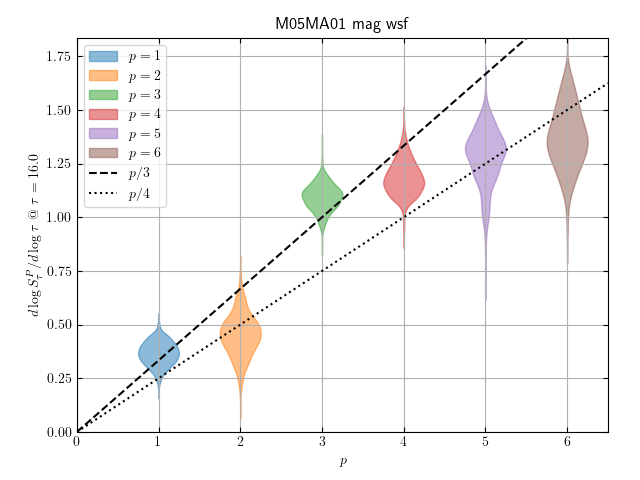 M05MA01 mag wsf
d log S_τ^P / d log τ @ τ = 16.0
1.75
1.50
1.25
1.00
0.75
0.50
0.25
0.00
p = 1
p = 2
p = 3
p = 4
p = 5
p = 6
p/3
p/4
0 1 2 3 4 5 6
p